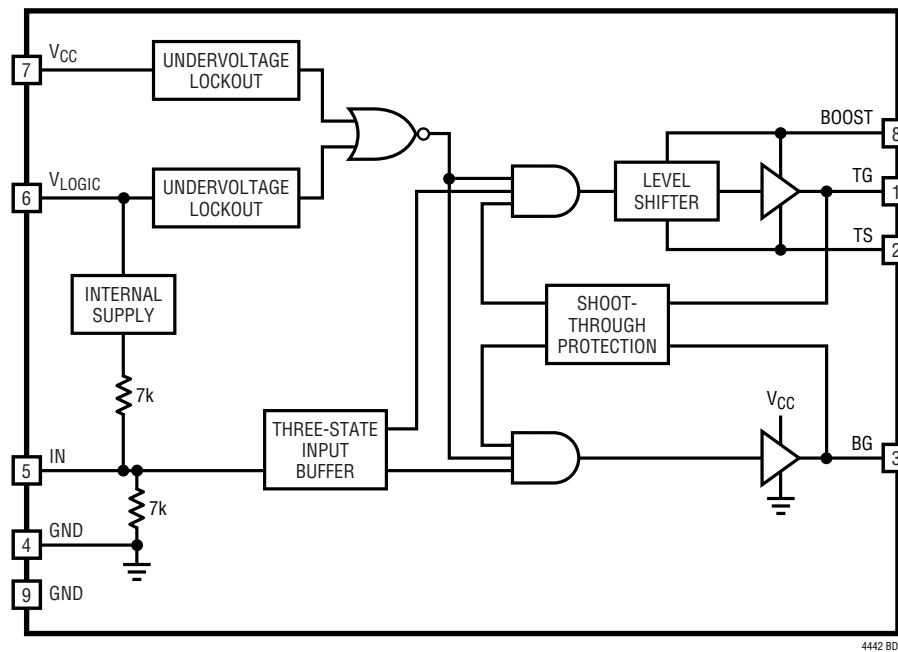 7
VCC
UNDERVOLTAGE
LOCKOUT
BOOST
8
6
VLOGIC
UNDERVOLTAGE
LOCKOUT
LEVEL
SHIFTER
TG
1
TS
2
INTERNAL
SUPPLY
SHOOT-
THROUGH
PROTECTION
7k
VCC
THREE-STATE
INPUT
BUFFER
5
IN
BG
3
7k
4
GND
9
GND
4442 BD